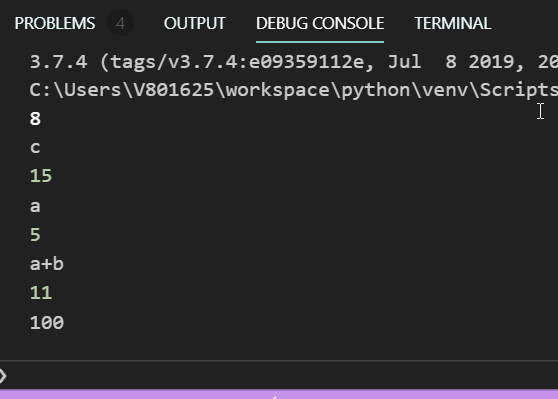 PROBLEMS 4 OUTPUT DEBUG CONSOLE TERMINAL
3.7.4 (tags/v3.7.4:e09359112e, Jul 8 2019, 20
C:\Users\V801625\workspace\python\venv\Scripts
8
c
15
a
5
a+b
11
100